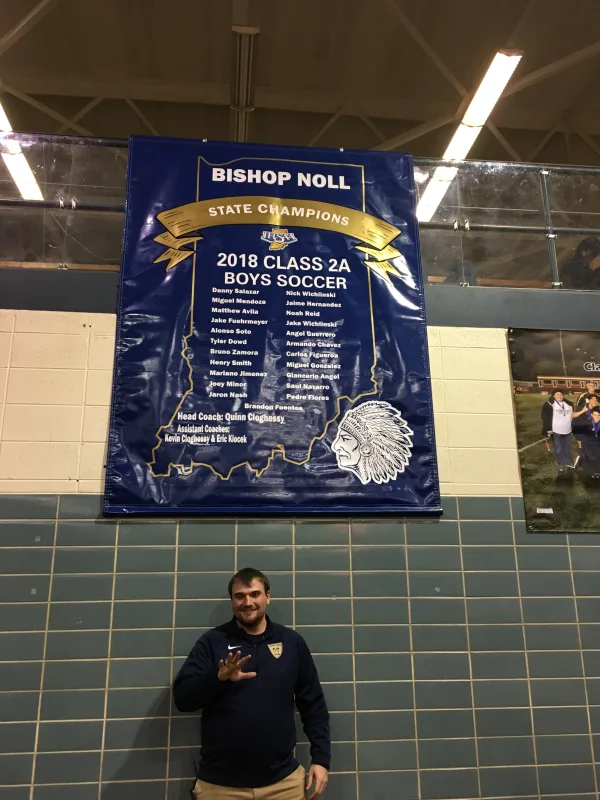 BISHOP NOLL
STATE CHAMPIONS
IHSAA
2018 CLASS 2A
BOYS SOCCER
Danny Salazar
Miguel Mendoza
Matthew Avila
Jake Fuehrmeyer
Alonso Soto
Tyler Dowd
Bruno Zamora
Henry Smith
Mariano Jimenez
Joey Minor
Jaron Nash
Nick Wichlinski
Jaime Hernandez
Noah Reid
Jake Wichlinski
Angel Guerrero
Armando Chavez
Carlos Figueroa
Miguel Gonzalez
Giancarlo Angel
Saul Navarro
Pedro Flores
Brandon Fuentes
Head Coach: Quinn Cloghessy
Assistant Coaches:
Kevin Cloghessy & Eric Klocek
Cla